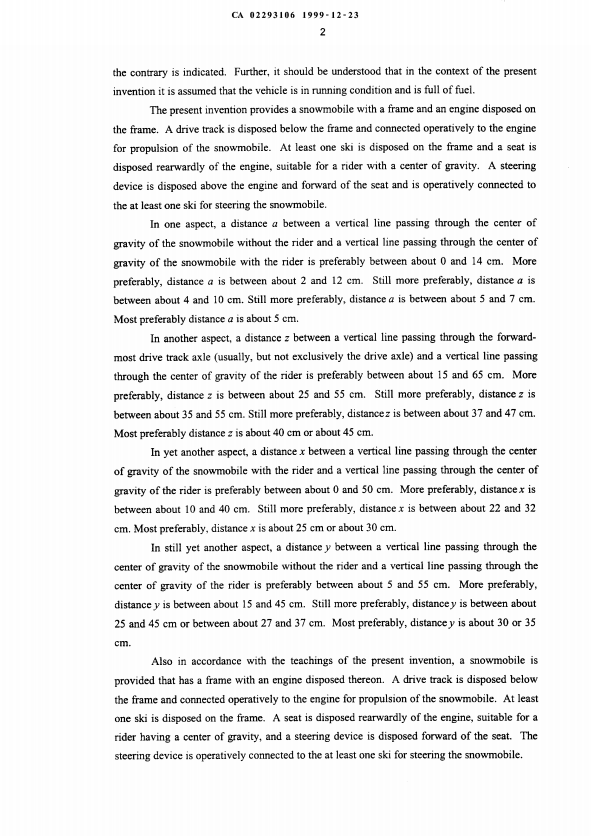 CA 02293106 1999-12-23
2
the contrary is indicated. Further, it should be understood that in the context of the present
invention it is assumed that the vehicle is in running condition and is full of fuel.
The present invention provides a snowmobile with a frame and an engine disposed on
the frame. A drive track is disposed below the frame and connected operatively to the engine
for propulsion of the snowmobile. At least one ski is disposed on the frame and a seat is
disposed rearwardly of the engine, suitable for a rider with a center of gravity. A steering
device is disposed above the engine and forward of the seat and is operatively connected to
the at least one ski for steering the snowmobile.
In one aspect, a distance a between a vertical line passing through the center of
gravity of the snowmobile without the rider and a vertical line passing through the center of
gravity of the snowmobile with the rider is preferably between about 0 and 14 cm. More
preferably, distance a is between about 2 and 12 cm. Still more preferably, distance a is
between about 4 and 10 cm. Still more preferably, distance a is between about 5 and 7 cm.
Most preferably distance a is about 5 cm.
In another aspect, a distance z between a vertical line passing through the forward-
most drive track axle (usually, but not exclusively the drive axle) and a vertical line passing
through the center of gravity of the rider is preferably between about 15 and 65 cm. More
preferably, distance z is between about 25 and 55 cm. Still more preferably, distance z is
between about 35 and 55 cm. Still more preferably, distance z is between about 37 and 47 cm.
Most preferably distance z is about 40 cm or about 45 cm.
In yet another aspect, a distance x between a vertical line passing through the center
of gravity of the snowmobile with the rider and a vertical line passing through the center of
gravity of the rider is preferably between about 0 and 50 cm. More preferably, distance x is
between about 10 and 40 cm. Still more preferably, distance x is between about 22 and 32
cm. Most preferably, distance x is about 25 cm or about 30 cm.
In still yet another aspect, a distance y between a vertical line passing through the
center of gravity of the snowmobile without the rider and a vertical line passing through the
center of gravity of the rider is preferably between about 5 and 55 cm. More preferably,
distance y is between about 15 and 45 cm. Still more preferably, distance y is between about
25 and 45 cm or between about 27 and 37 cm. Most preferably, distance y is about 30 or 35
cm.
Also in accordance with the teachings of the present invention, a snowmobile is
provided that has a frame with an engine disposed thereon. A drive track is disposed below
the frame and connected operatively to the engine for propulsion of the snowmobile. At least
one ski is disposed on the frame. A seat is disposed rearwardly of the engine, suitable for a
rider having a center of gravity, and a steering device is disposed forward of the seat. The
steering device is operatively connected to the at least one ski for steering the snowmobile.